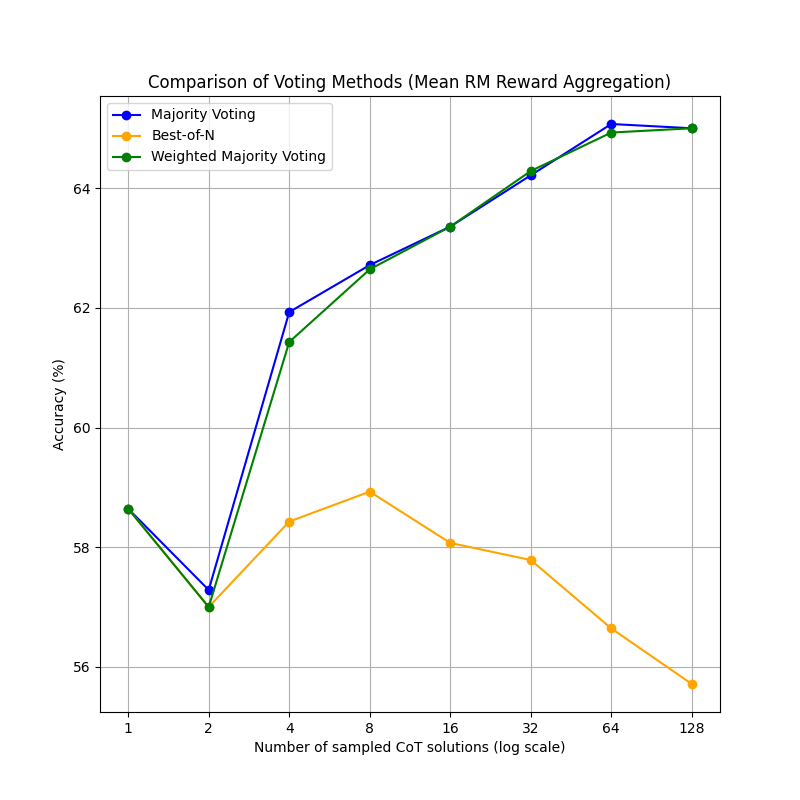 Comparison of Voting Methods (Mean RM Reward Aggregation)
Majority Voting
Best-of-N
Weighted Majority Voting
64
62
60
58
56
Accuracy (%)
1 2 4 8 16 32 64 128
Number of sampled CoT solutions (log scale)